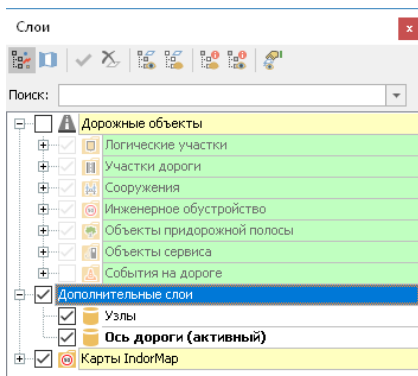 Слои
Поиск:
Дорожные объекты
Логические участки
Участки дороги
Сооружения
Инженерное обустройство
Объекты придорожной полосы
Объекты сервиса
События на дороге
Дополнительные слои
Узлы
Ось дороги (активный)
Карты IndorMap